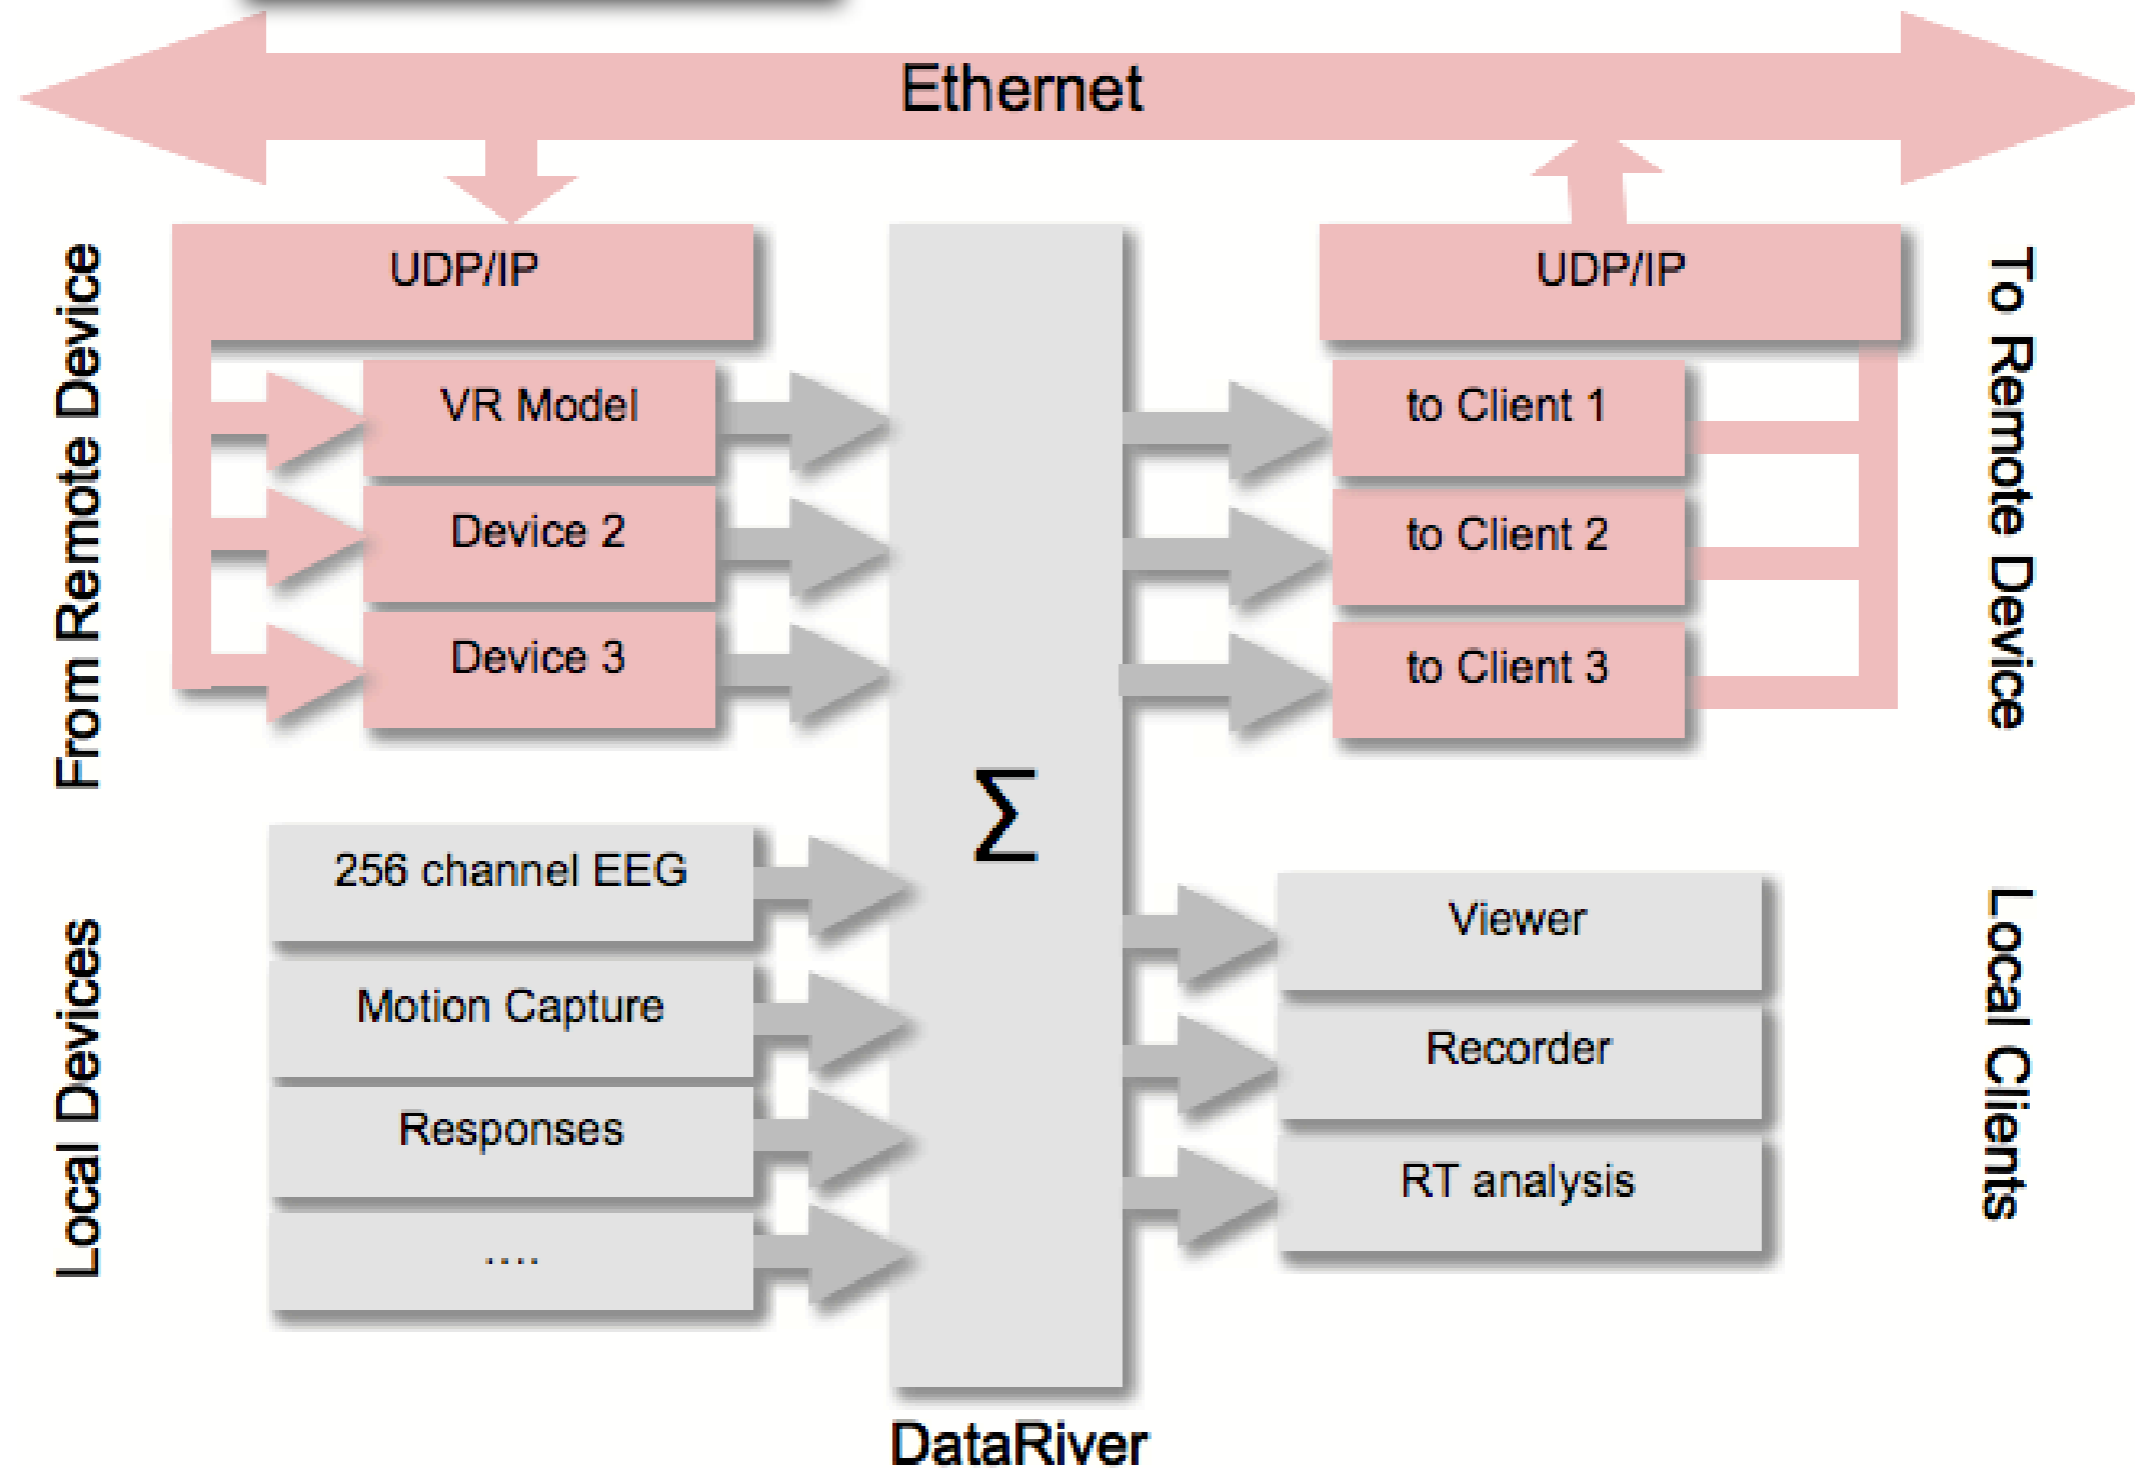 Ethernet
From Remote Device
UDP/IP
VR Model
Device 2
Device 3
Local Devices
256 channel EEG
Motion Capture
Responses
....
Σ
DataRiver
UDP/IP
to Client 1
to Client 2
to Client 3
To Remote Device
Viewer
Recorder
RT analysis
Local Clients